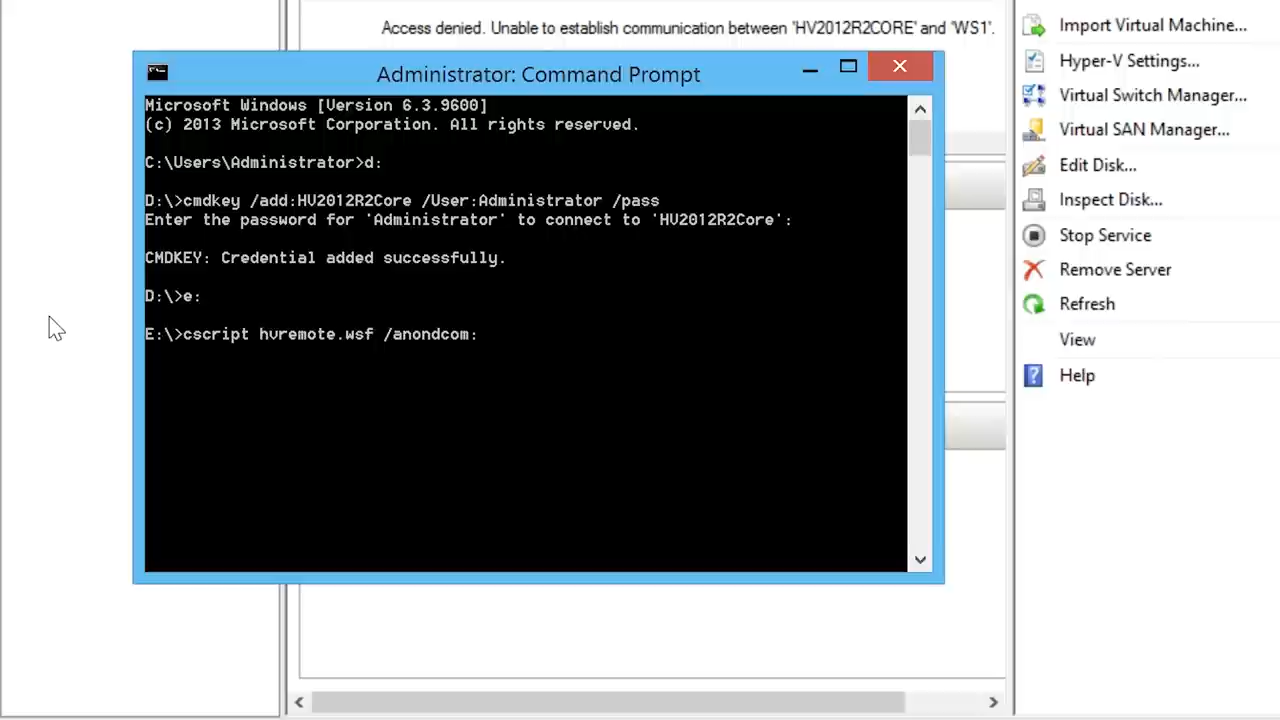 Access denied. Unable to establish communication between 'HV2012R2CORE' and 'WS1'.
Administrator: Command Prompt
Microsoft Windows [Version 6.3.9600]
(c) 2013 Microsoft Corporation. All rights reserved.
C:\Users\Administrator>d:
D:\>cmdkey /add:HV2012R2Core /User:Administrator /pass
Enter the password for 'Administrator' to connect to 'HV2012R2Core':
CMDKEY: Credential added successfully.
D:\>e:
E:\>cscript hvremote.wsf /anondcom:
Import Virtual Machine...
Hyper-V Settings...
Virtual Switch Manager...
Virtual SAN Manager...
Edit Disk...
Inspect Disk...
Stop Service
Remove Server
Refresh
View
Help